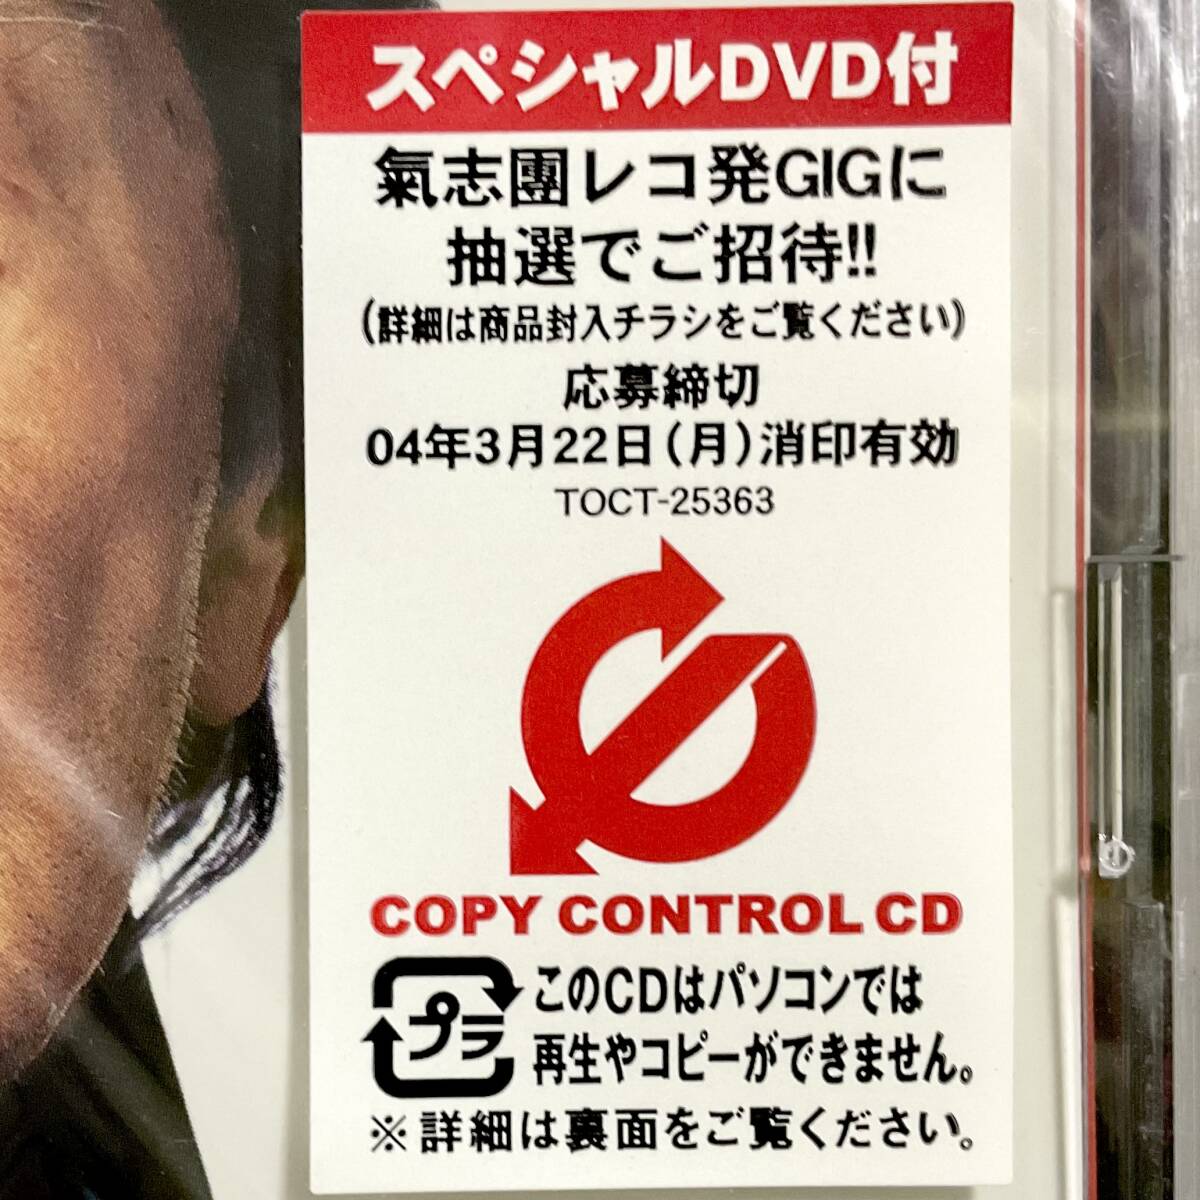 スペシャルDVD付
氣志團レコ発GIGに
抽選でご招待!!
(詳細は商品封入チラシをご覧ください)
応募締切
04年3月22日(月)消印有効
TOCT-25363
COPY CONTROL CD
プラ
このCDはパソコンでは
再生やコピーができません。
※詳細は裏面をご覧ください。